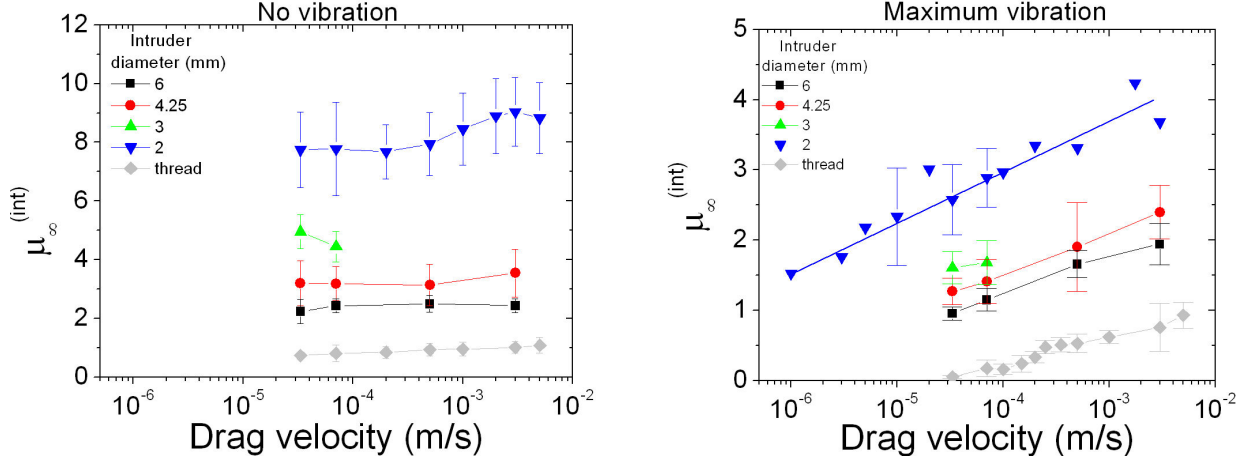 No vibration
12
10
8
6
4
2
0
μ∞(int)
Intruder
diameter (mm)
6
4.25
3
2
thread
10⁻⁶ 10⁻⁵ 10⁻⁴ 10⁻³ 10⁻²
Drag velocity (m/s)
Maximum vibration
5
4
3
2
1
0
μ∞(int)
Intruder
diameter (mm)
6
4.25
3
2
thread
10⁻⁶ 10⁻⁵ 10⁻⁴ 10⁻³ 10⁻²
Drag velocity (m/s)